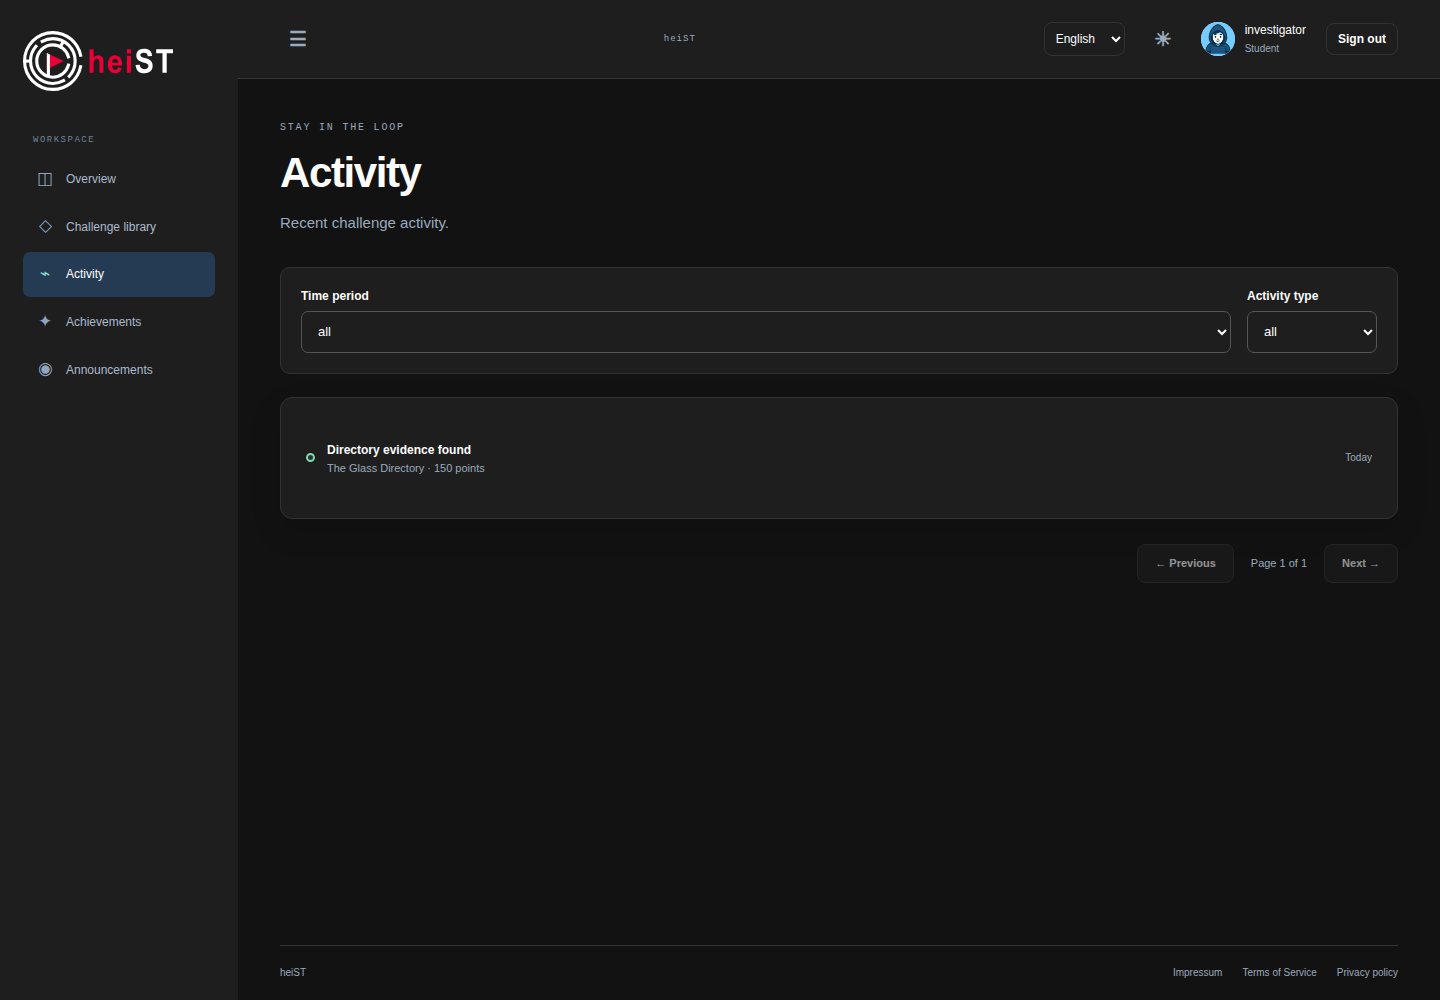 heiST
WORKSPACE
Overview
Challenge library
Activity
Achievements
Announcements
heiST
English
investigator
Student
Sign out
STAY IN THE LOOP
Activity
Recent challenge activity.
Time period
all
Activity type
all
Directory evidence found
The Glass Directory · 150 points
Today
← Previous
Page 1 of 1
Next →
heiST
Impressum
Terms of Service
Privacy policy